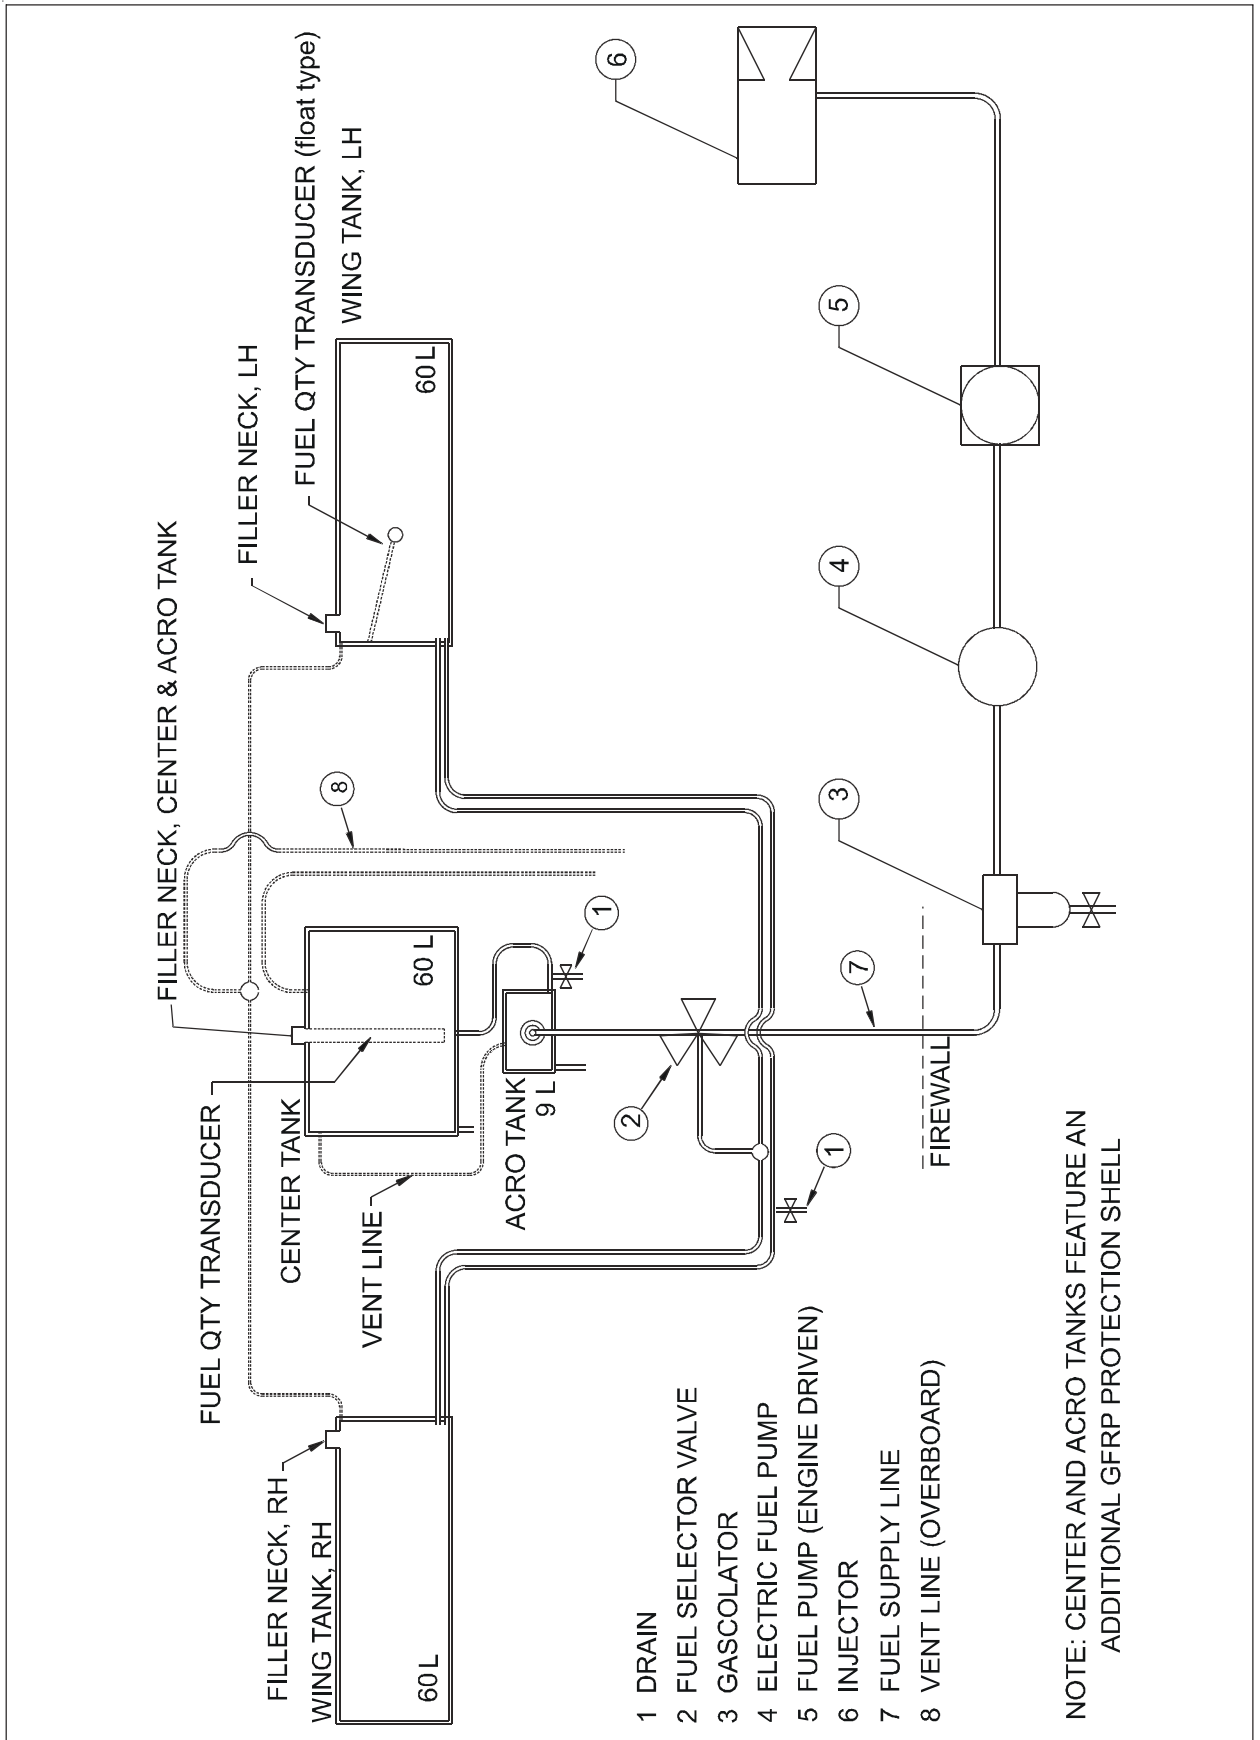 FILLER NECK, RH
WING TANK, RH
60 L
FUEL QTY TRANSDUCER
CENTER TANK
VENT LINE
FILLER NECK, CENTER & ACRO TANK
60 L
ACRO TANK
9 L
FILLER NECK, LH
FUEL QTY TRANSDUCER (float type)
WING TANK, LH
60 L
8
1
2
1
7
FIREWALL
3
4
5
6
1 DRAIN
2 FUEL SELECTOR VALVE
3 GASCOLATOR
4 ELECTRIC FUEL PUMP
5 FUEL PUMP (ENGINE DRIVEN)
6 INJECTOR
7 FUEL SUPPLY LINE
8 VENT LINE (OVERBOARD)
NOTE: CENTER AND ACRO TANKS FEATURE AN
ADDITIONAL GFRP PROTECTION SHELL